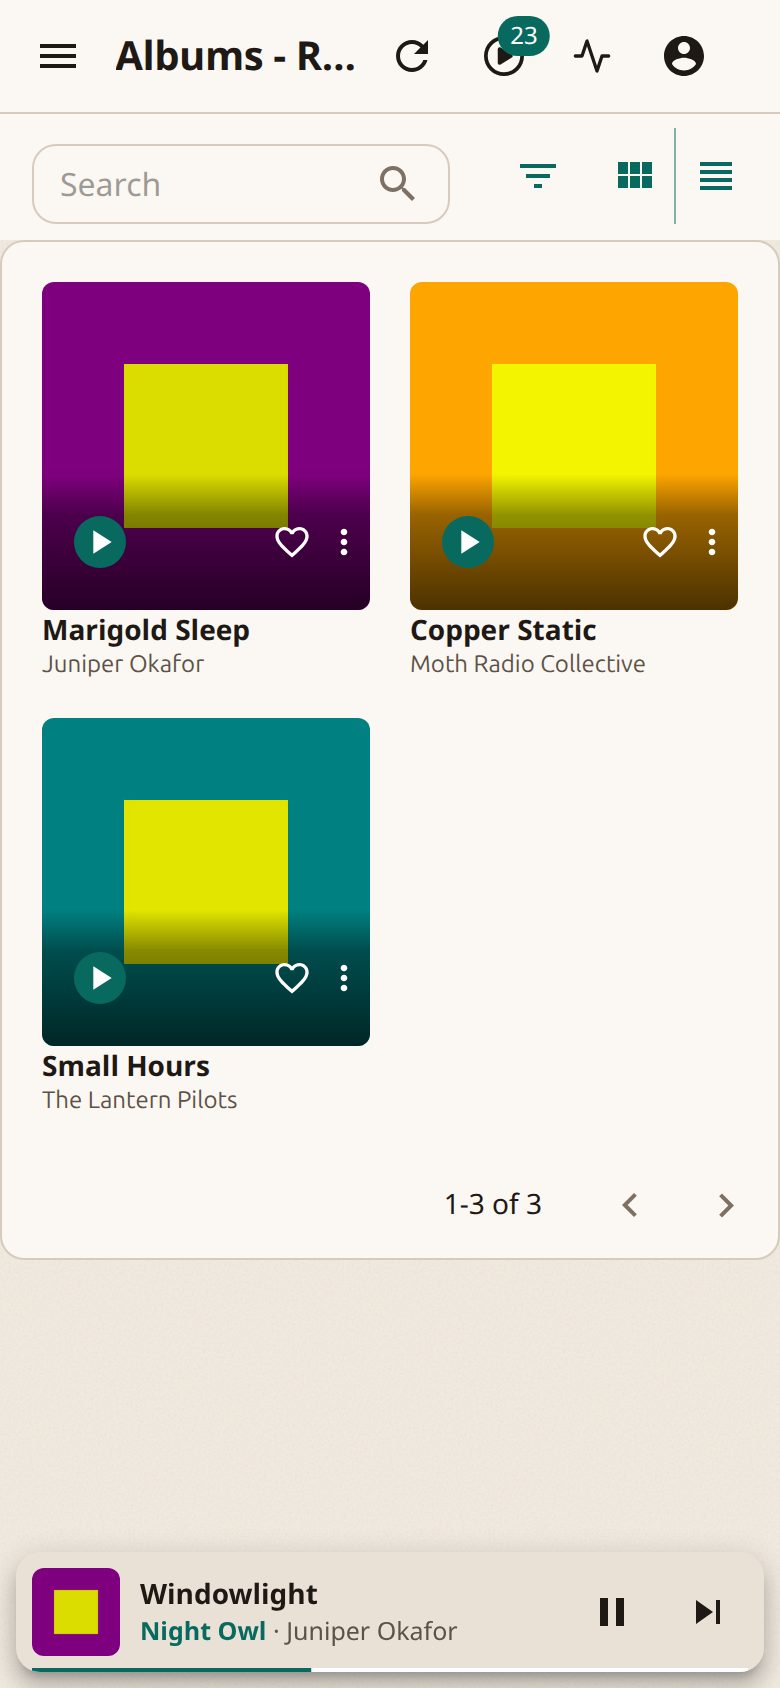 Albums - R...
23
Search
Marigold Sleep
Juniper Okafor
Copper Static
Moth Radio Collective
Small Hours
The Lantern Pilots
1-3 of 3
Windowlight
Night Owl · Juniper Okafor